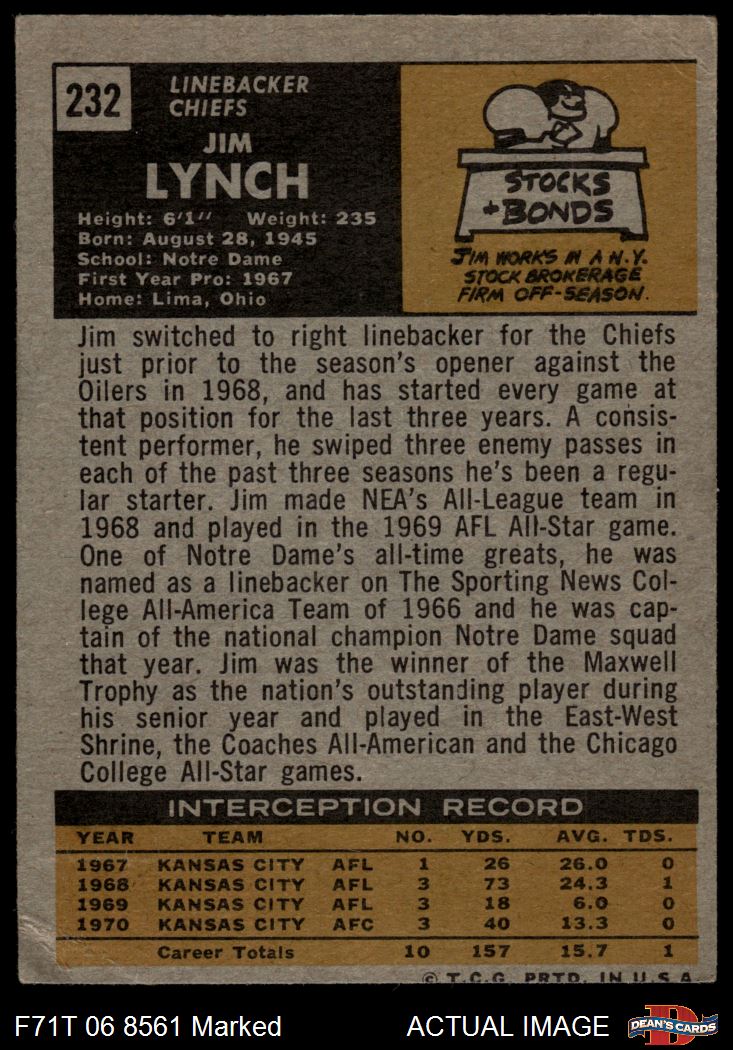 232
LINEBACKER
CHIEFS
JIM
LYNCH
Height: 6'1" Weight: 235
Born: August 28, 1945
School: Notre Dame
First Year Pro: 1967
Home: Lima, Ohio
STOCKS
+ BONDS
JIM WORKS IN A N.Y.
STOCK BROKERAGE
FIRM OFF-SEASON.
Jim switched to right linebacker for the Chiefs
just prior to the season's opener against the
Oilers in 1968, and has started every game at
that position for the last three years. A consis-
tent performer, he swiped three enemy passes in
each of the past three seasons he's been a regu-
lar starter. Jim made NEA's All-League team in
1968 and played in the 1969 AFL All-Star game.
One of Notre Dame's all-time greats, he was
named as a linebacker on The Sporting News Col-
lege All-America Team of 1966 and he was cap-
tain of the national champion Notre Dame squad
that year. Jim was the winner of the Maxwell
Trophy as the nation's outstanding player during
his senior year and played in the East-West
Shrine, the Coaches All-American and the Chicago
College All-Star games.
INTERCEPTION RECORD
YEAR TEAM NO. YDS. AVG. TDS.
1967 KANSAS CITY AFL 1 26 26.0 0
1968 KANSAS CITY AFL 3 73 24.3 1
1969 KANSAS CITY AFL 3 18 6.0 0
1970 KANSAS CITY AFC 3 40 13.3 0
Career Totals 10 157 15.7 1
© T.C.G. PRTD. IN U.S.A.
F71T 06 8561 Marked ACTUAL IMAGE
D
DEAN'S CARDS